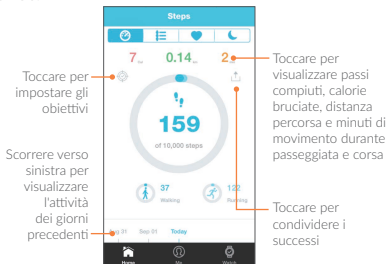 Steps
7
0.14
2
Toccare per
impostare gli
obiettivi
Toccare per
visualizzare passi
compiuti, calorie
bruciate, distanza
percorsa e minuti di
movimento durante
passeggiata e corsa
159
of 10,000 steps
Scorrere verso
sinistra per
visualizzare
l'attività
dei giorni
precedenti
37
Walking
122
Running
Toccare per
condividere i
successi
31
Sep 01
Today
Home
Me
Watch